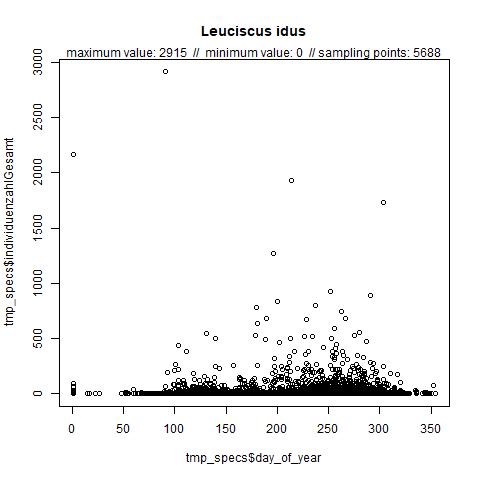 Leuciscus idus
maximum value: 2915 // minimum value: 0 // sampling points: 5688
tmp_specs$individuenzahlGesamt
3000
2500
2000
1500
1000
500
0
0 50 100 150 200 250 300 350
tmp_specs$day_of_year